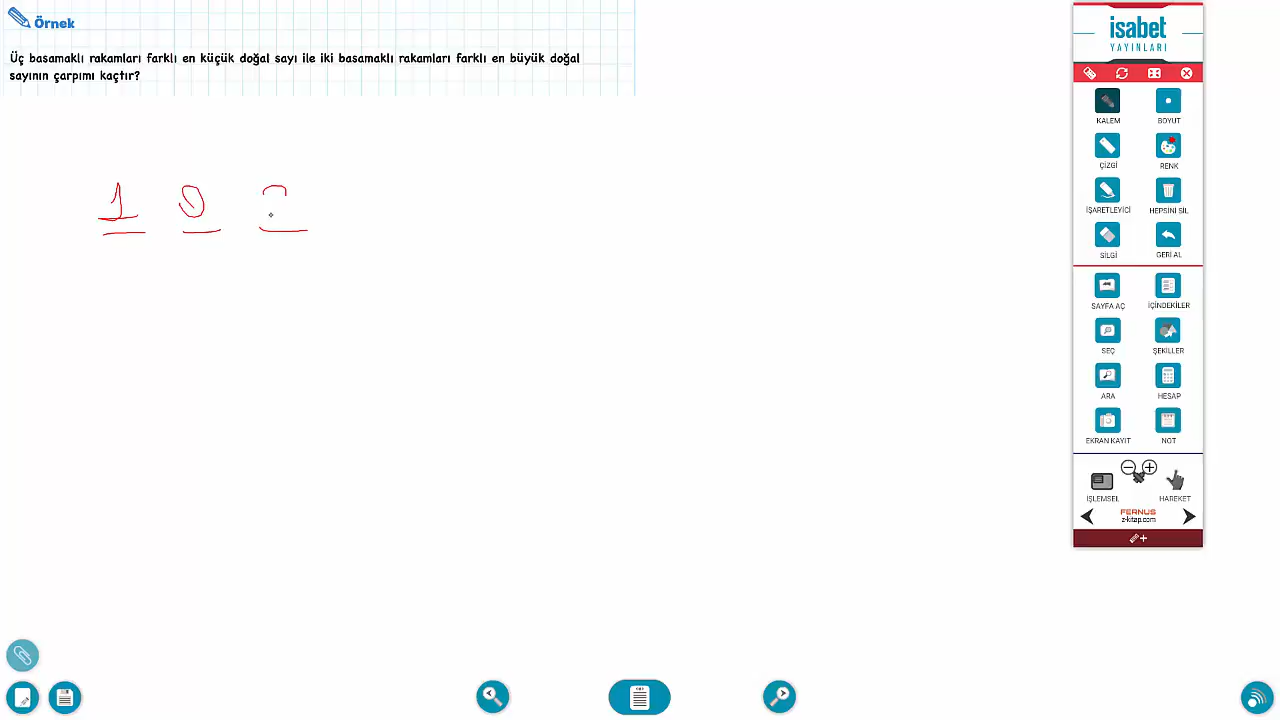 Örnek
Üç basamaklı rakamları farklı en küçük doğal sayı ile iki basamaklı rakamları farklı en büyük doğal
sayının çarpımı kaçtır?
1 0
isabet
YAYINLARI
KALEM
BOYUT
ÇİZGİ
RENK
İŞARETLEYİCİ
HEPSİNİ SİL
SİLGİ
GERİ AL
SAYFA AÇ
İÇİNDEKİLER
SEÇ
ŞEKİLLER
ARA
HESAP
EKRAN KAYIT
NOT
İŞLEMSEL
HAREKET
FERNUS
z-kitap.com